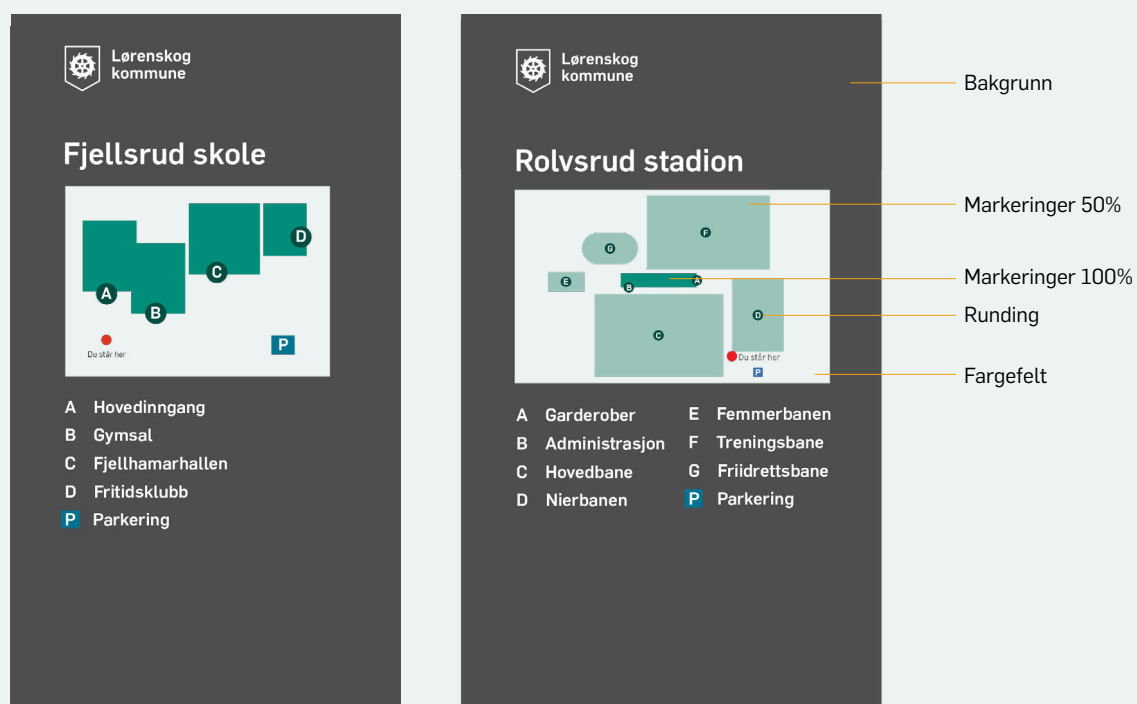 Lørenskog
kommune
Fjellsrud skole
A
B
C
D
Du står her
P
A Hovedinngang
B Gymsal
C Fjellhamarhallen
D Fritidsklubb
P Parkering
Lørenskog
kommune
Rolvsrud stadion
F
G
E
A
B
D
C
Du står her
P
A Garderober
B Administrasjon
C Hovedbane
D Nierbanen
E Femmerbanen
F Treningsbane
G Friidrettsbane
P Parkering
Bakgrunn
Markeringer 50%
Markeringer 100%
Runding
Fargefelt